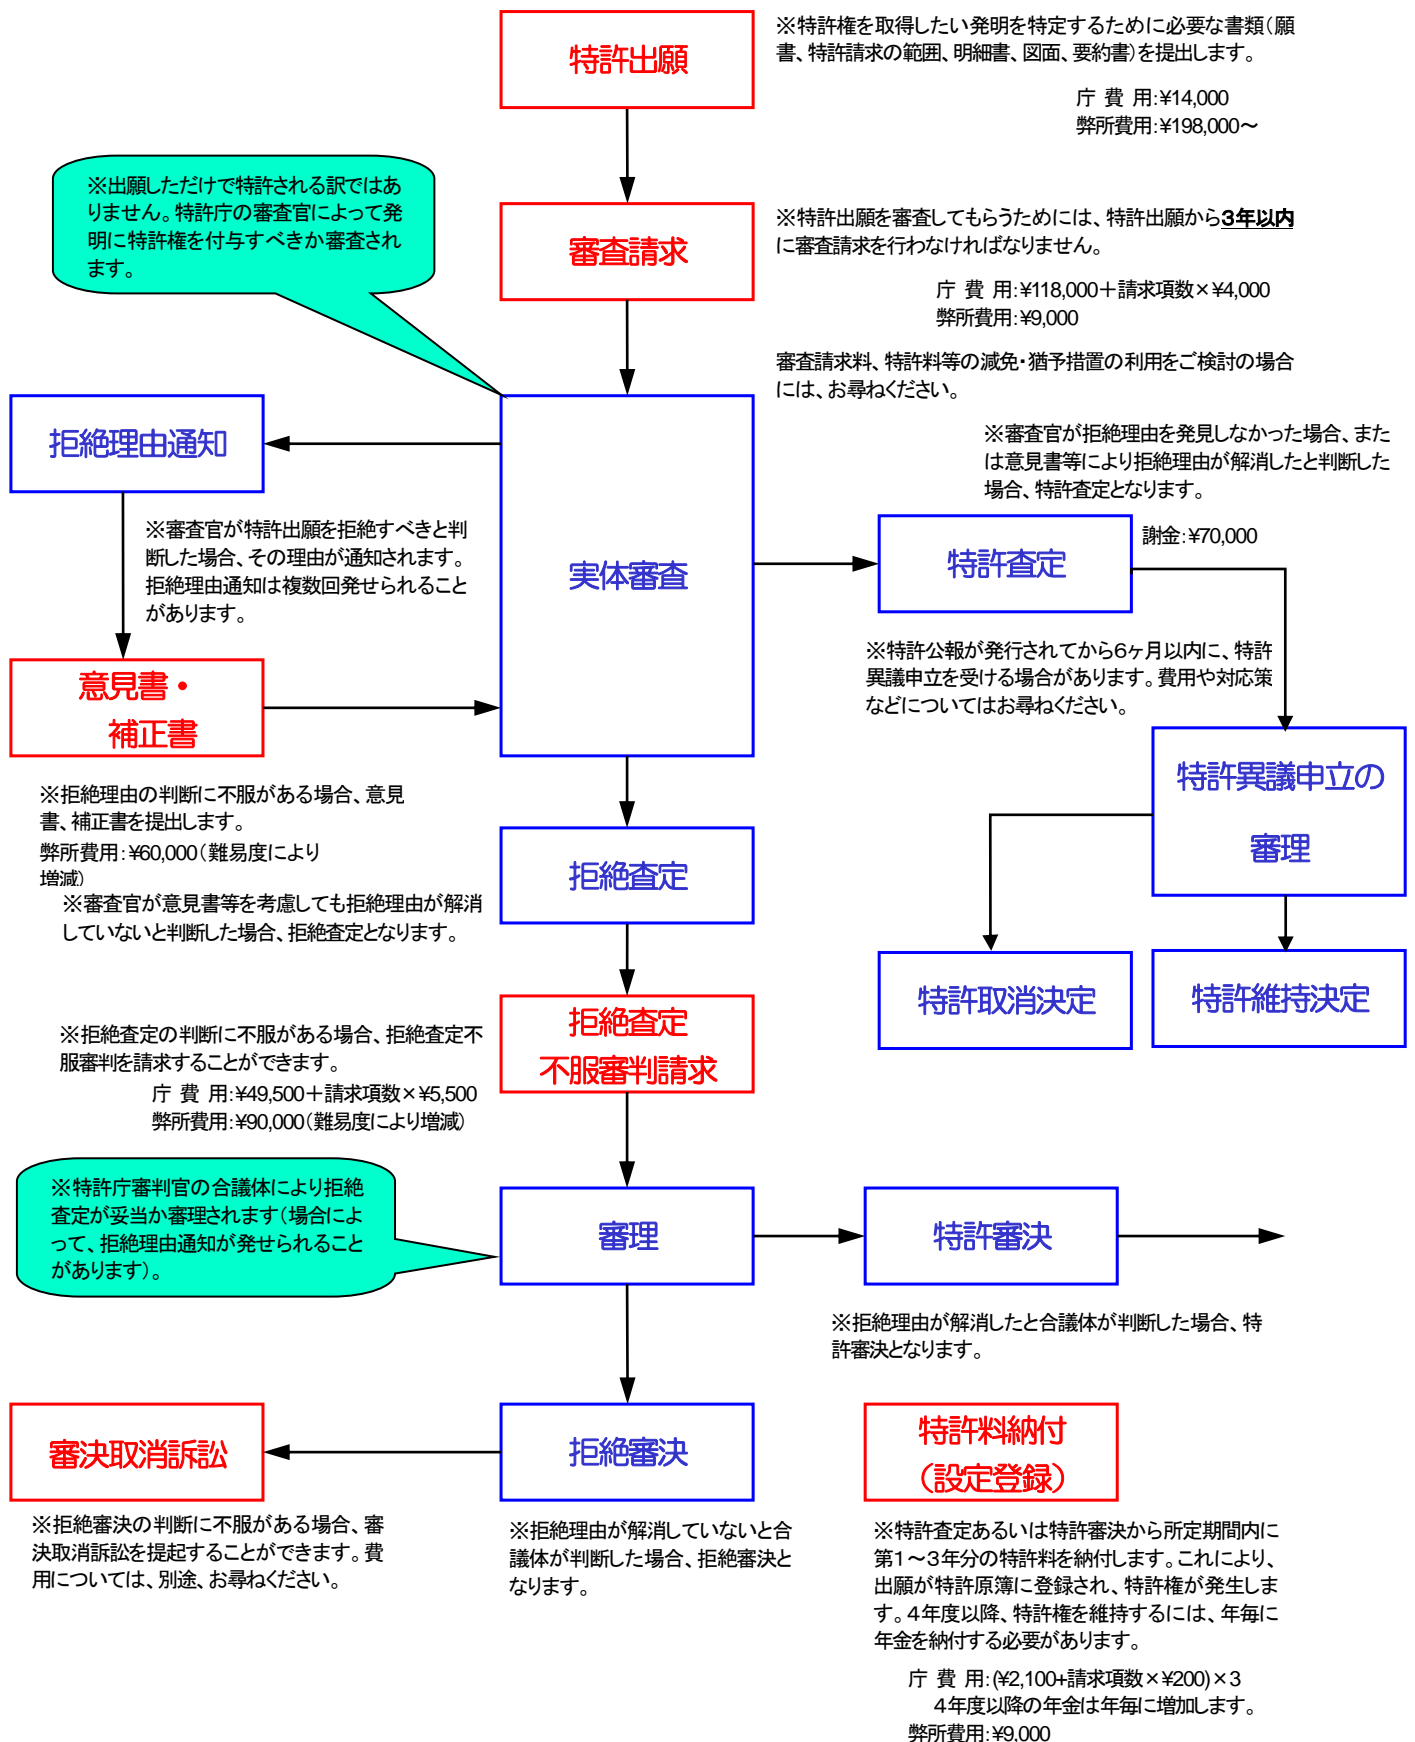 特許出願
※特許権を取得したい発明を特定するために必要な書類（願
書、特許請求の範囲、明細書、図面、要約書）を提出します。
庁 費 用：¥14,000
弊所費用：¥198,000～
※出願しただけで特許される訳ではあ
りません。特許庁の審査官によって発
明に特許権を付与すべきか審査され
ます。
審査請求
※特許出願を審査してもらうためには、特許出願から３年以内
に審査請求を行わなければなりません。
庁 費 用：¥118,000＋請求項数×¥4,000
弊所費用：¥9,000
審査請求料、特許料等の減免・猶予措置の利用をご検討の場合
には、お尋ねください。
拒絶理由通知
※審査官が特許出願を拒絶すべきと判
断した場合、その理由が通知されます。
拒絶理由通知は複数回発せられること
があります。
実体審査
※審査官が拒絶理由を発見しなかった場合、また
は意見書等により拒絶理由が解消したと判断した
場合、特許査定となります。
特許査定
謝金：¥70,000
意見書・
補正書
※特許公報が発行されてから６ヶ月以内に、特許
異議申立を受ける場合があります。費用や対応策
などについてはお尋ねください。
特許異議申立の
審理
※拒絶理由の判断に不服がある場合、意見
書、補正書を提出します。
弊所費用：¥60,000（難易度により
増減）
拒絶査定
※審査官が意見書等を考慮しても拒絶理由が解消
していないと判断した場合、拒絶査定となります。
特許取消決定
特許維持決定
拒絶査定
不服審判請求
※拒絶査定の判断に不服がある場合、拒絶査定不
服審判を請求することができます。
庁 費 用：¥49,500＋請求項数×¥5,500
弊所費用：¥90,000（難易度により増減）
※特許庁審判官の合議体により拒絶
査定が妥当か審理されます（場合によ
って、拒絶理由通知が発せられること
があります）。
審理
特許審決
※拒絶理由が解消したと合議体が判断した場合、特
許審決となります。
審決取消訴訟
拒絶審決
特許料納付
（設定登録）
※拒絶審決の判断に不服がある場合、審
決取消訴訟を提起することができます。費
用については、別途、お尋ねください。
※拒絶理由が解消していないと合
議体が判断した場合、拒絶審決と
なります。
※特許査定あるいは特許審決から所定期間内に
第１～３年分の特許料を納付します。これにより、
出願が特許原簿に登録され、特許権が発生しま
す。４年度以降、特許権を維持するには、年毎に
年金を納付する必要があります。
庁 費 用：(¥2,100+請求項数×¥200)×３
４年度以降の年金は年毎に増加します。
弊所費用：¥9,000